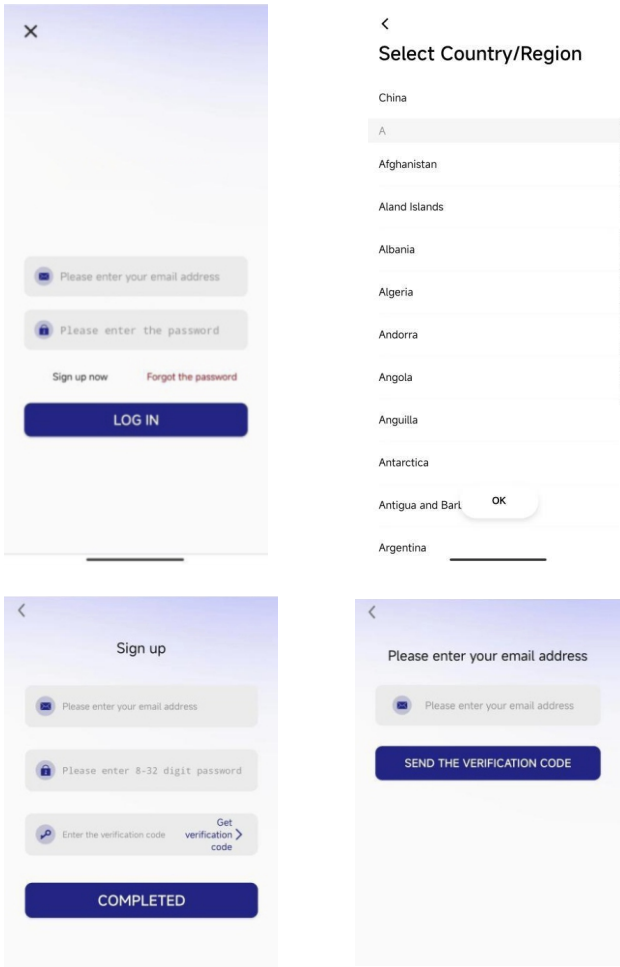 Please enter your email address
Please enter the password
Sign up now Forgot the password
LOG IN
Select Country/Region
China
A
Afghanistan
Aland Islands
Albania
Algeria
Andorra
Angola
Anguilla
Antarctica
Antigua and Bar
OK
Argentina
Sign up
Please enter your email address
Please enter 8-32 digit password
Enter the verification code
Get
verification
code
COMPLETED
Please enter your email address
Please enter your email address
SEND THE VERIFICATION CODE